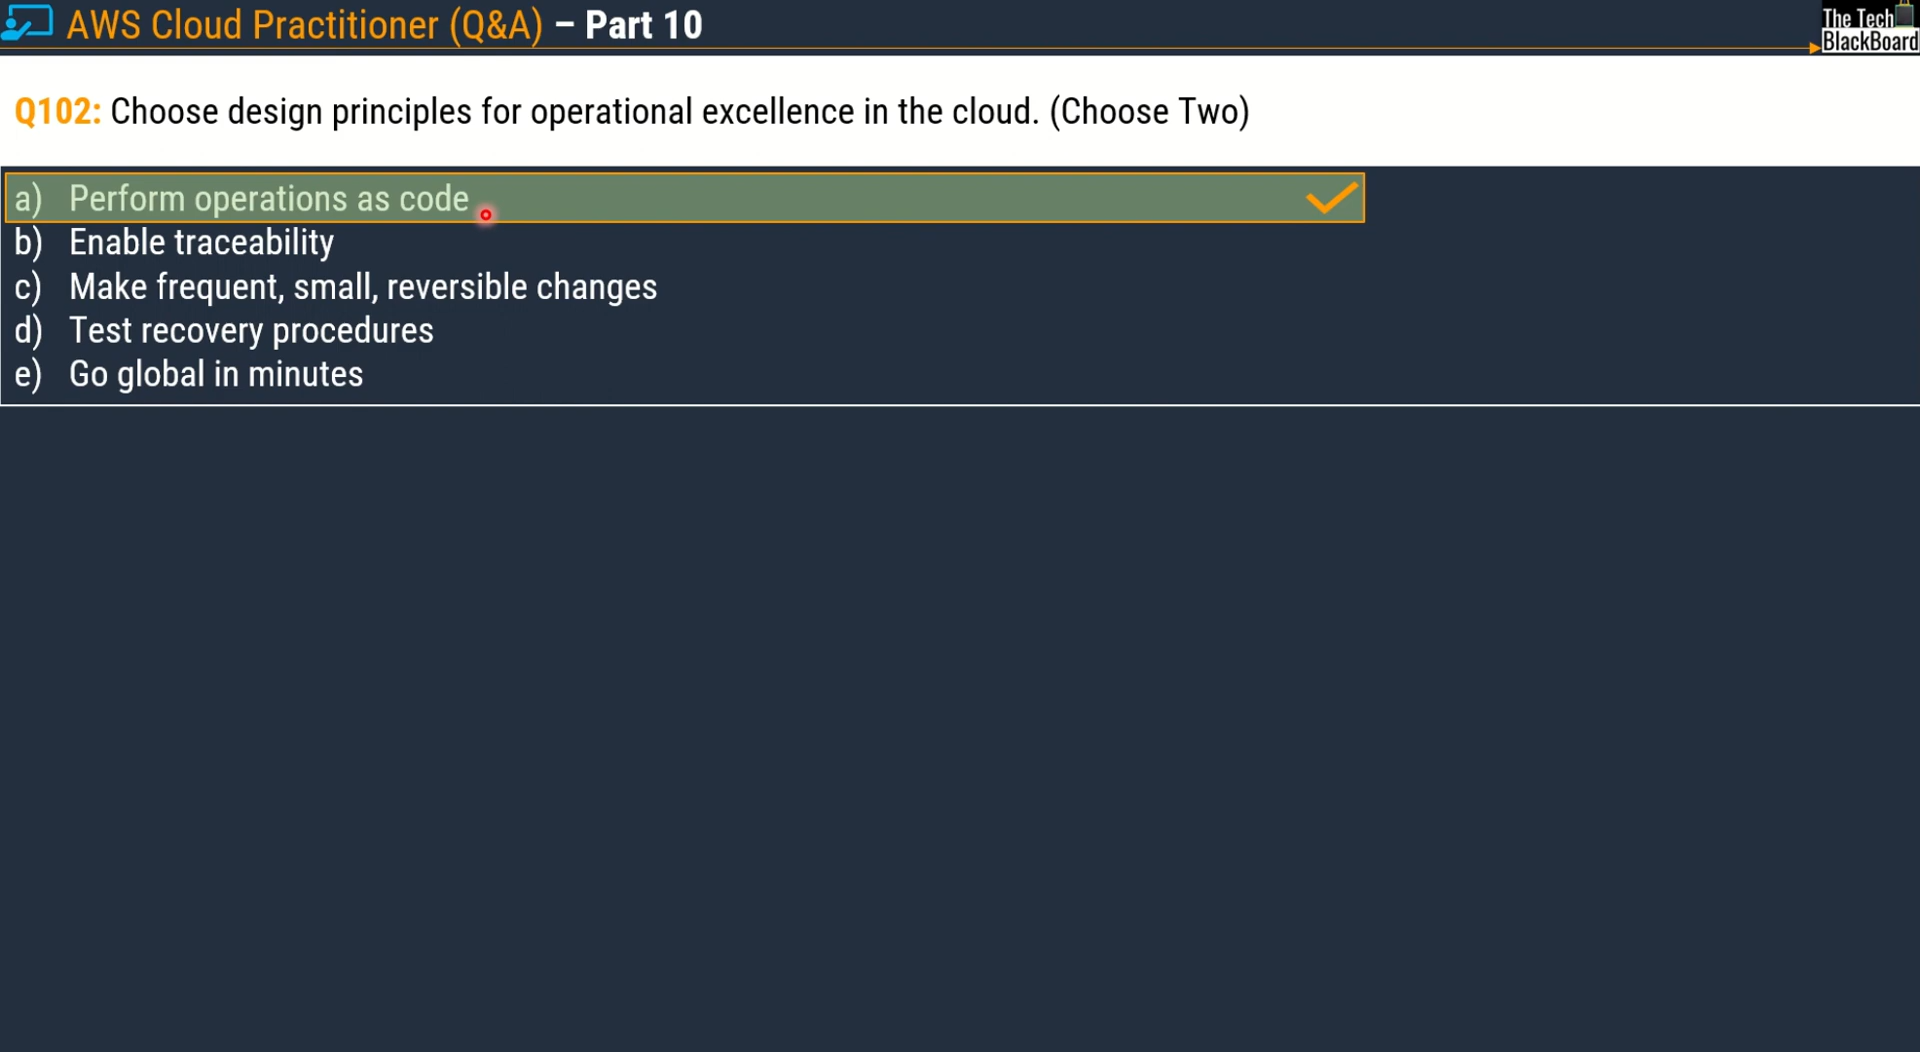 AWS Cloud Practitioner (Q&A) – Part 10
The Tech
BlackBoard
Q102: Choose design principles for operational excellence in the cloud. (Choose Two)
a) Perform operations as code
b) Enable traceability
c) Make frequent, small, reversible changes
d) Test recovery procedures
e) Go global in minutes